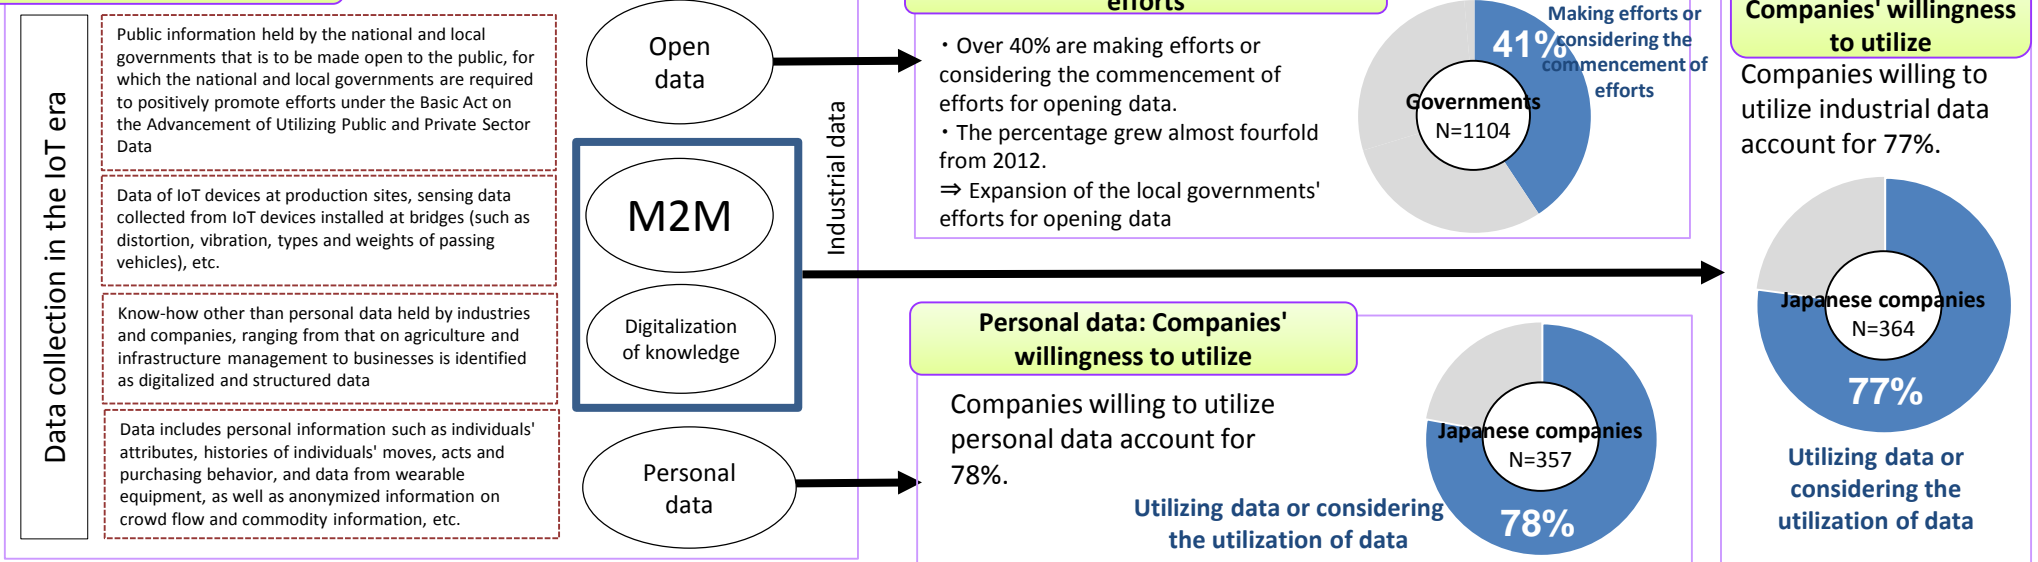 Data collection in the IoT era
Public information held by the national and local
governments that is to be made open to the public, for
which the national and local governments are required
to positively promote efforts under the Basic Act on
the Advancement of Utilizing Public and Private Sector
Data
Data of IoT devices at production sites, sensing data
collected from IoT devices installed at bridges (such as
distortion, vibration, types and weights of passing
vehicles), etc.
Know-how other than personal data held by industries
and companies, ranging from that on agriculture and
infrastructure management to businesses is identified
as digitalized and structured data
Data includes personal information such as individuals'
attributes, histories of individuals' moves, acts and
purchasing behavior, and data from wearable
equipment, as well as anonymized information on
crowd flow and commodity information, etc.
Open
data
M2M
Digitalization
of knowledge
Personal
data
Industrial data
efforts
・Over 40% are making efforts or
considering the commencement of
efforts for opening data.
・The percentage grew almost fourfold
from 2012.
⇒ Expansion of the local governments'
efforts for opening data
41%
Making efforts or
considering the
commencement of
efforts
Governments
N=1104
Personal data: Companies'
willingness to utilize
Companies willing to utilize
personal data account for
78%.
Utilizing data or considering
the utilization of data
Japanese companies
N=357
78%
Companies' willingness
to utilize
Companies willing to
utilize industrial data
account for 77%.
Japanese companies
N=364
77%
Utilizing data or
considering the
utilization of data